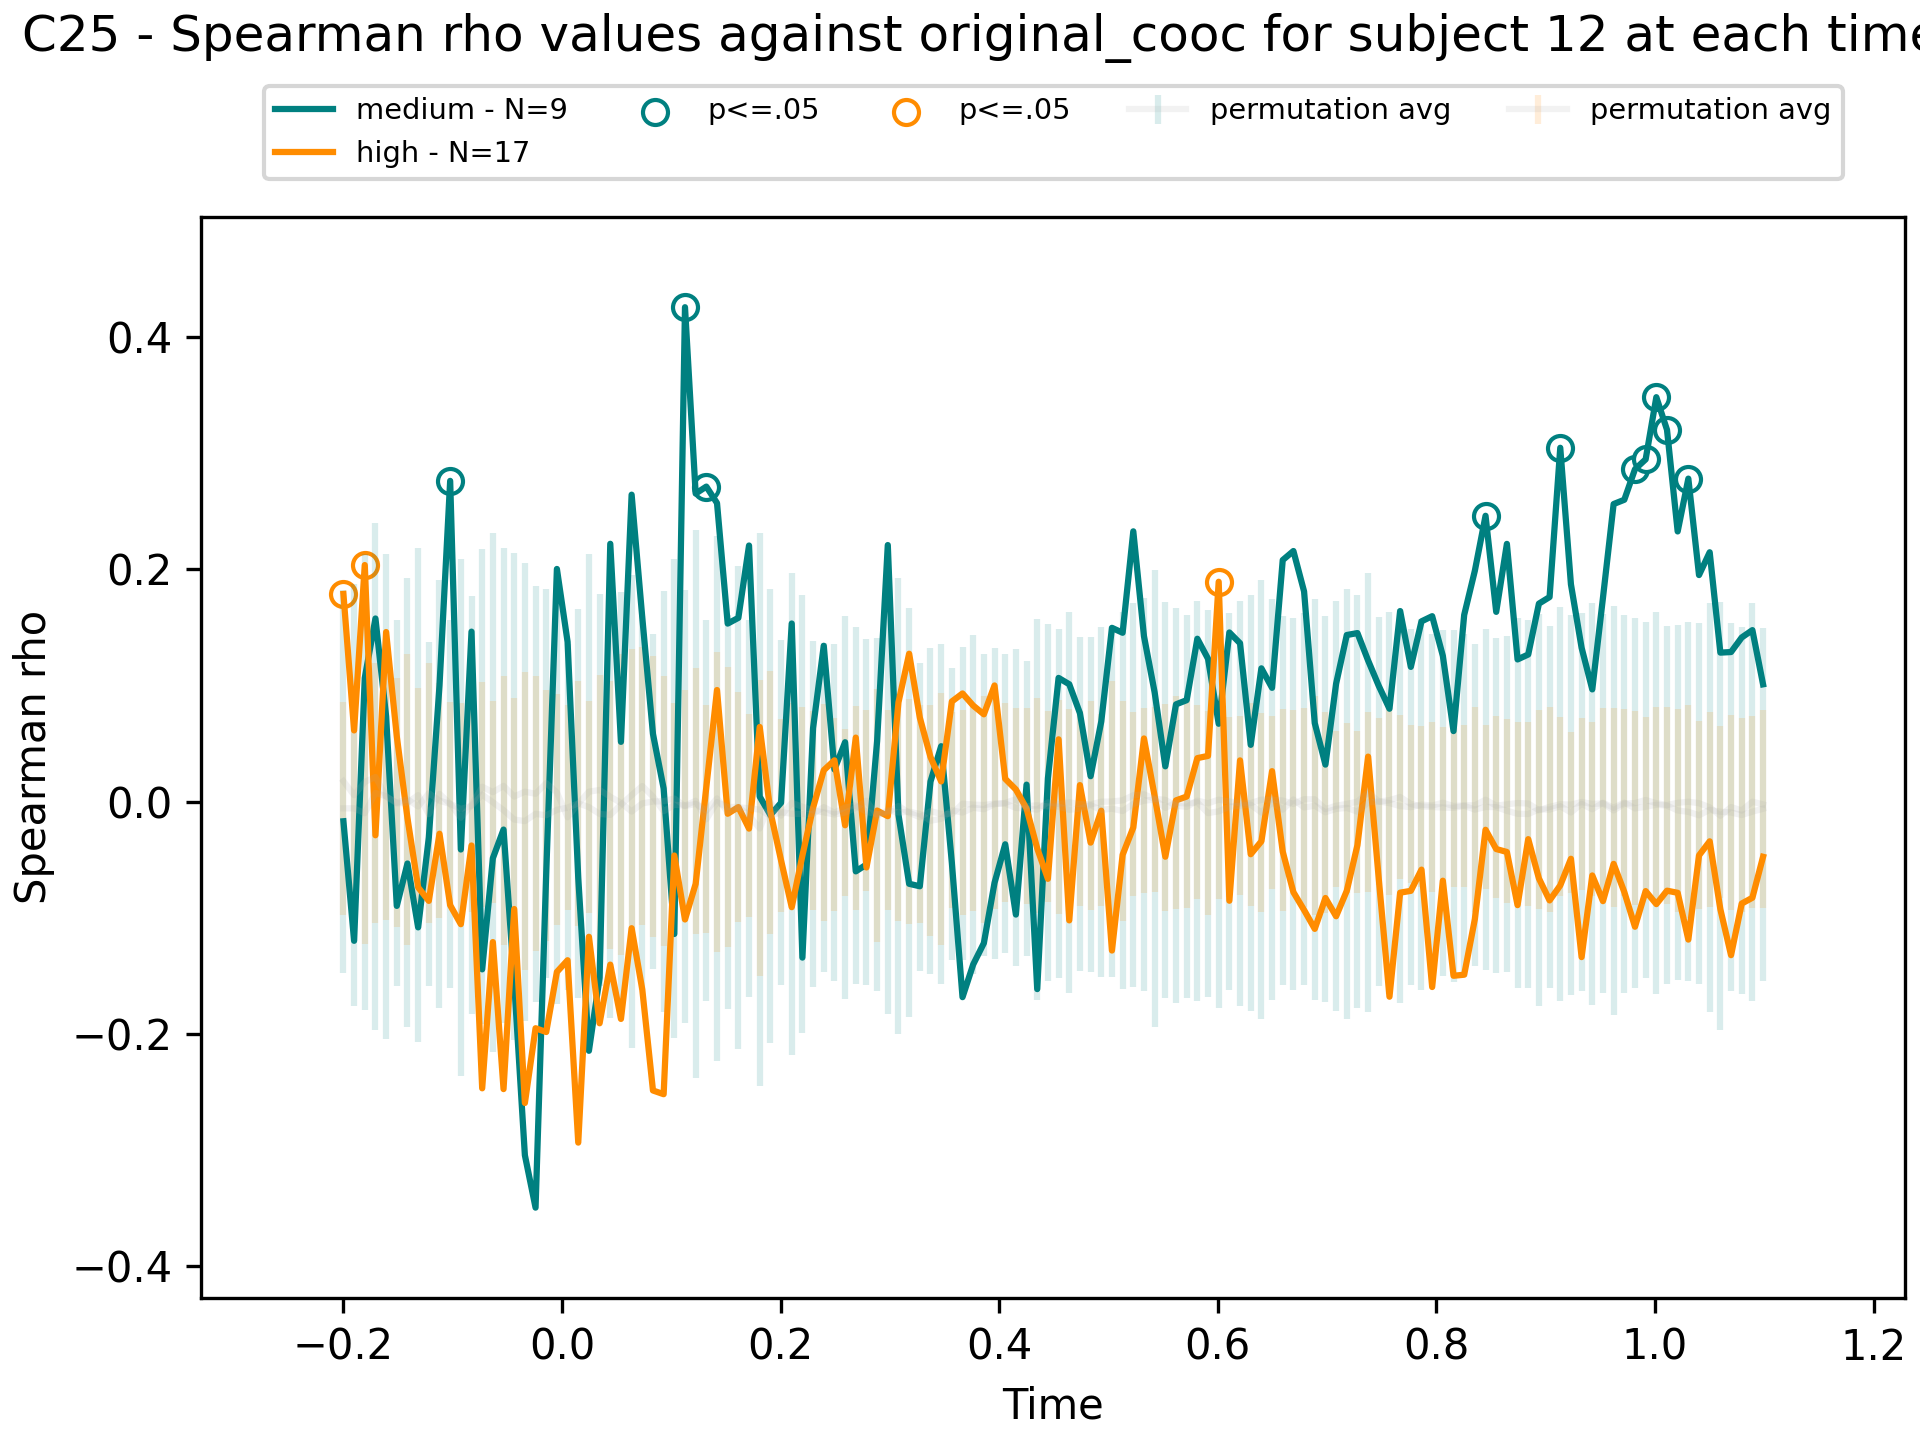 C25 - Spearman rho values against original_cooc for subject 12 at each time
medium - N=9 p<=.05 p<=.05 permutation avg permutation avg
high - N=17
Spearman rho
0.4
0.2
0.0
−0.2
−0.4
−0.2 0.0 0.2 0.4 0.6 0.8 1.0 1.2
Time